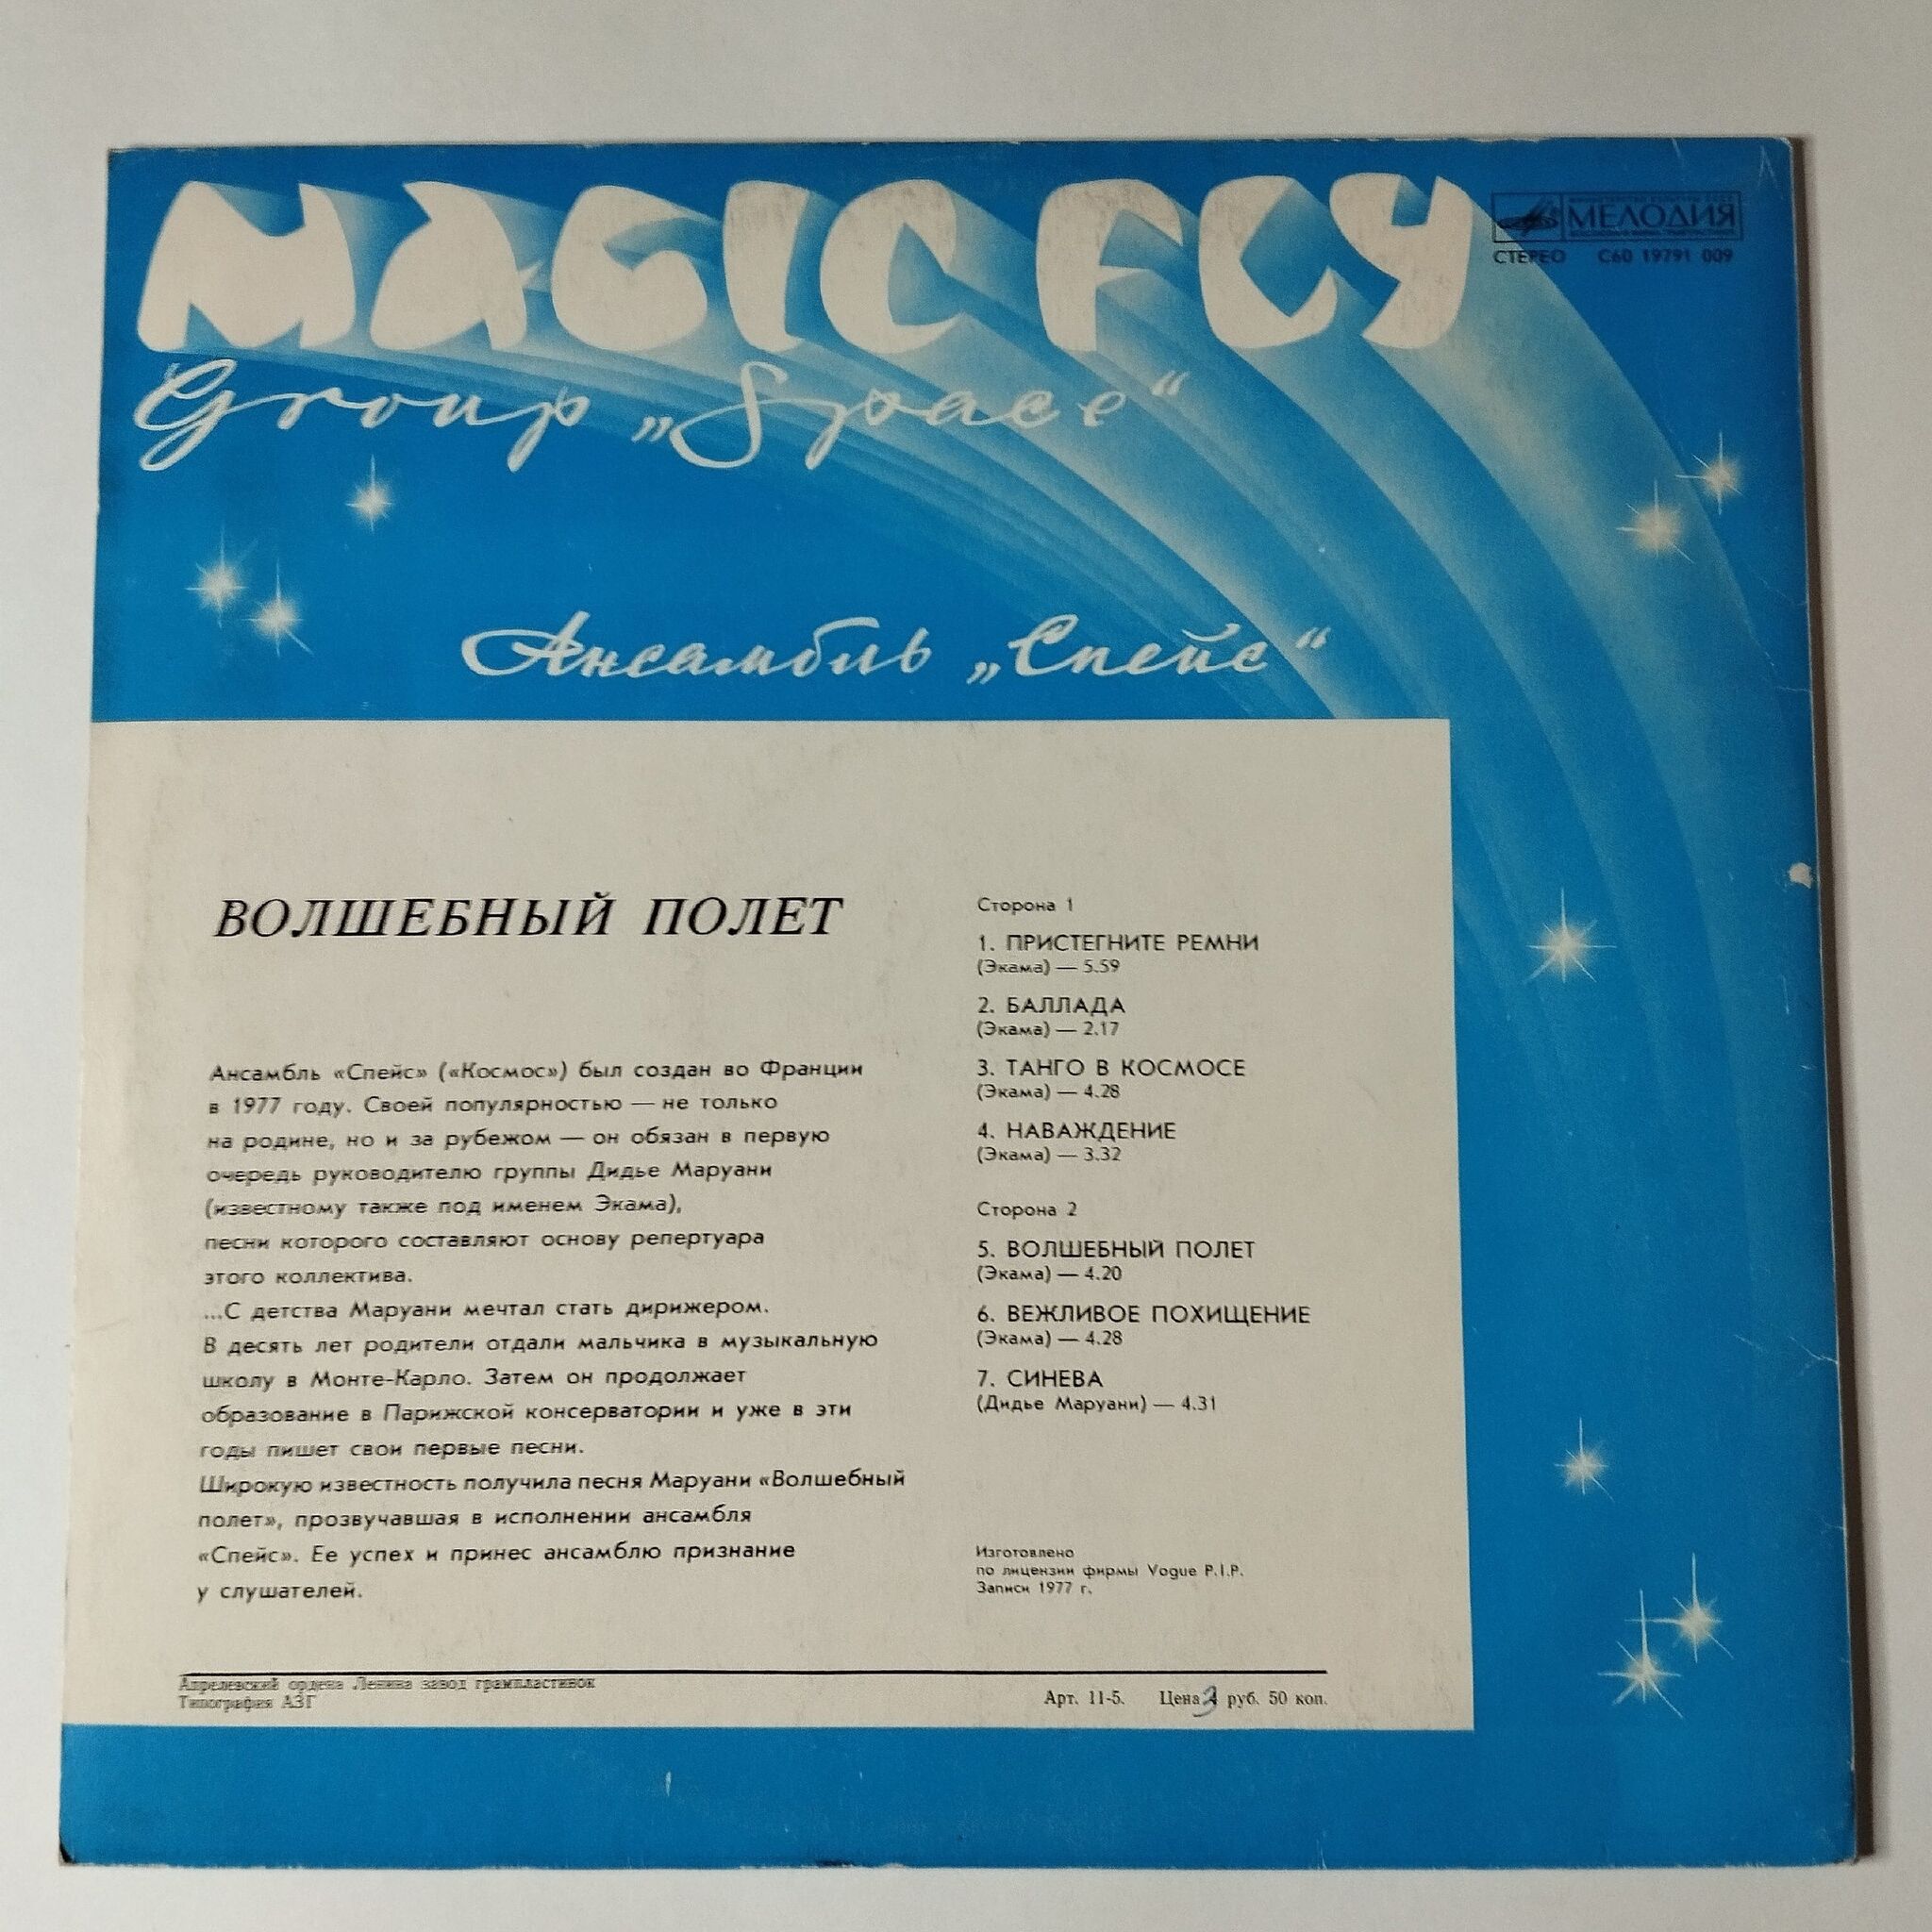 MAGIC FLY
Group „Space“
МЕЛОДИЯ
СТЕРЕО С60 19791 009
Ансамбль „Спейс“
ВОЛШЕБНЫЙ ПОЛЕТ
Ансамбль «Спейс» («Космос») был создан во Франции
в 1977 году. Своей популярностью — не только
на родине, но и за рубежом — он обязан в первую
очередь руководителю группы Дидье Маруани
(известному также под именем Экама),
песни которого составляют основу репертуара
этого коллектива.
...С детства Маруани мечтал стать дирижером.
В десять лет родители отдали мальчика в музыкальную
школу в Монте-Карло. Затем он продолжает
образование в Парижской консерватории и уже в эти
годы пишет свои первые песни.
Широкую известность получила песня Маруани «Волшебный
полет», прозвучавшая в исполнении ансамбля
«Спейс». Ее успех и принес ансамблю признание
у слушателей.
Сторона 1
1. ПРИСТЕГНИТЕ РЕМНИ
(Экама) — 5.59
2. БАЛЛАДА
(Экама) — 2.17
3. ТАНГО В КОСМОСЕ
(Экама) — 4.28
4. НАВАЖДЕНИЕ
(Экама) — 3.32
Сторона 2
5. ВОЛШЕБНЫЙ ПОЛЕТ
(Экама) — 4.20
6. ВЕЖЛИВОЕ ПОХИЩЕНИЕ
(Экама) — 4.28
7. СИНЕВА
(Дидье Маруани) — 4.31
Изготовлено
по лицензии фирмы Vogue P.I.P.
Записи 1977 г.
Апрелевский ордена Ленина завод грампластинок
Типография АЗГ
Арт. 11-5. Цена 3 руб. 50 коп.